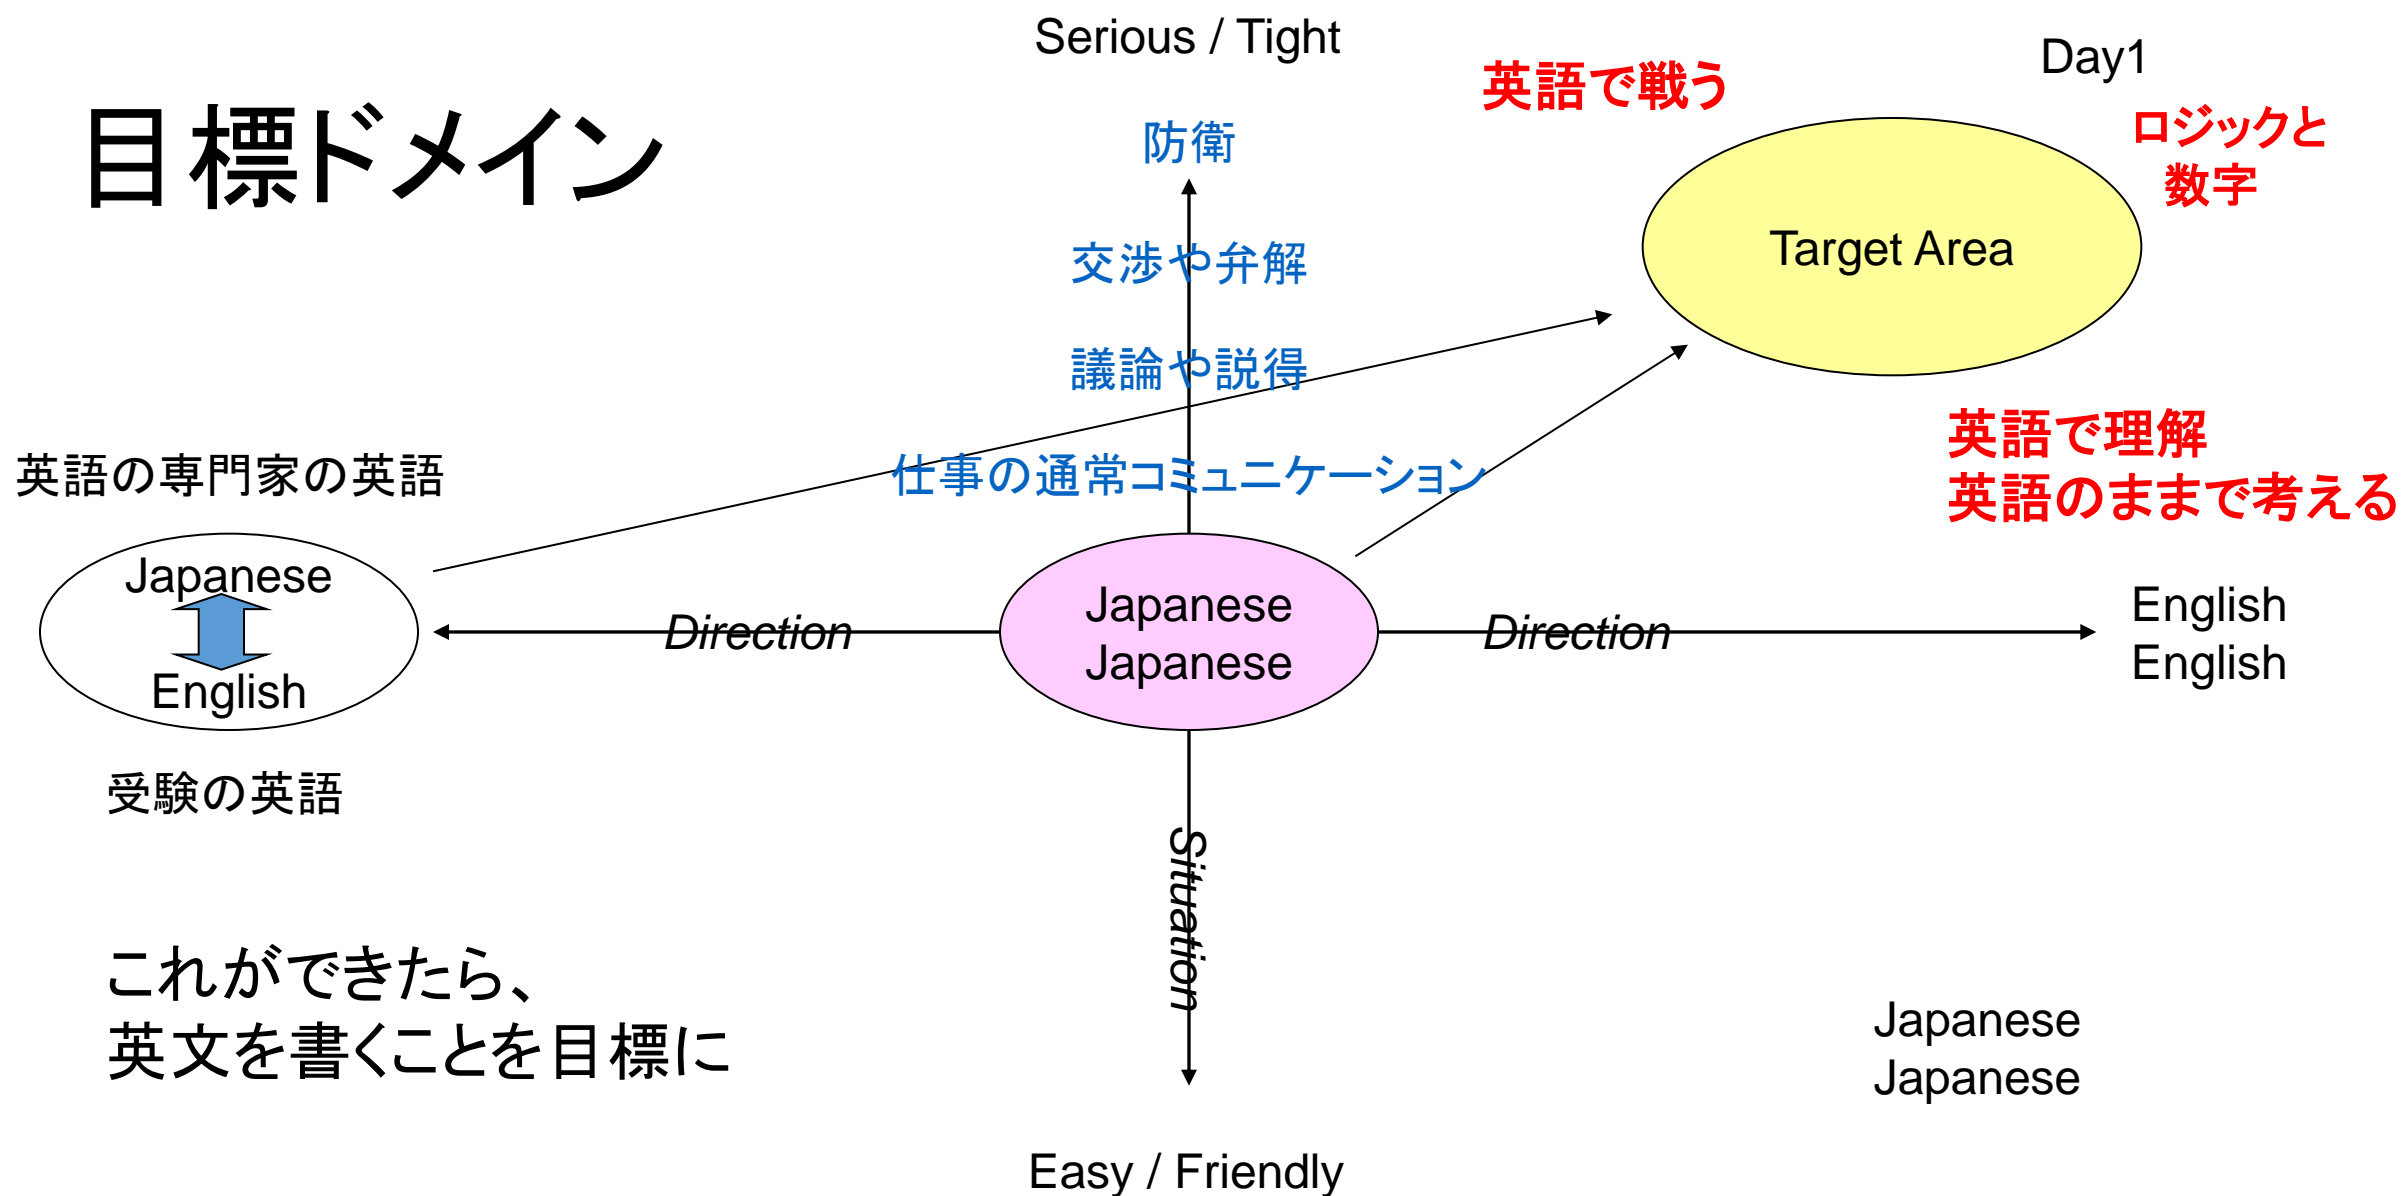 Serious / Tight
Day1
目標ドメイン
英語で戦う
ロジックと
数字
防衛
Target Area
交渉や弁解
議論や説得
英語の専門家の英語
仕事の通常コミュニケーション
英語で理解
英語のままで考える
Japanese
English
Direction
Japanese
Japanese
Direction
English
English
受験の英語
Situation
これができたら、
英文を書くことを目標に
Japanese
Japanese
Easy / Friendly